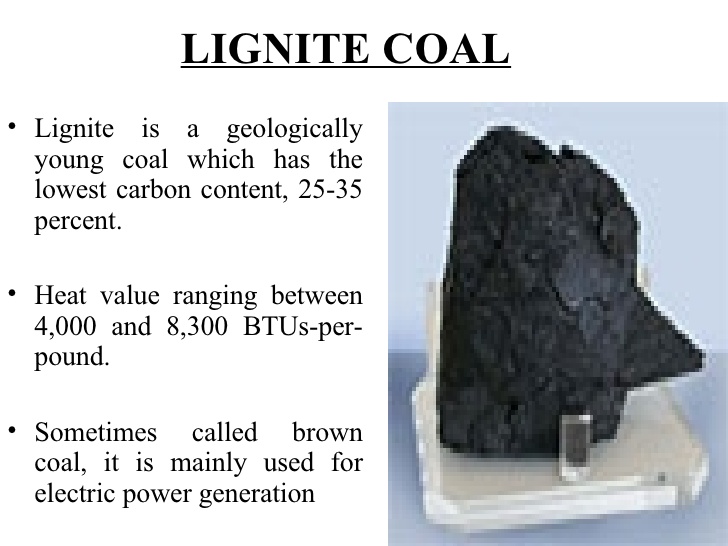 LIGNITE COAL
• Lignite is a geologically
young coal which has the
lowest carbon content, 25-35
percent.
• Heat value ranging between
4,000 and 8,300 BTUs-per-
pound.
• Sometimes called brown
coal, it is mainly used for
electric power generation